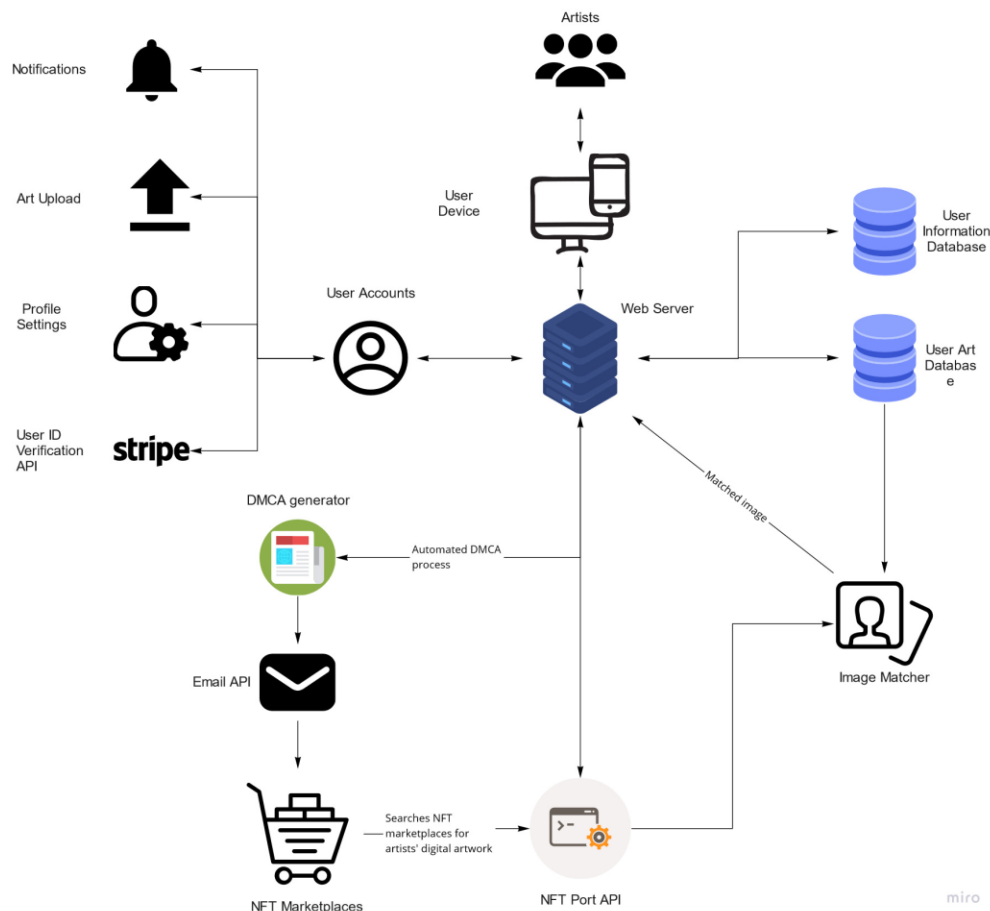 Artists
Notifications
Art Upload
User
Device
User
Information
Database
Profile
Settings
User Accounts
Web Server
User Art
Databas
e
User ID
Verification
API
stripe
Matched image
DMCA generator
Automated DMCA
process
Email API
Image Matcher
Searches NFT
marketplaces for
artists' digital artwork
NFT Marketplaces
NFT Port API
miro